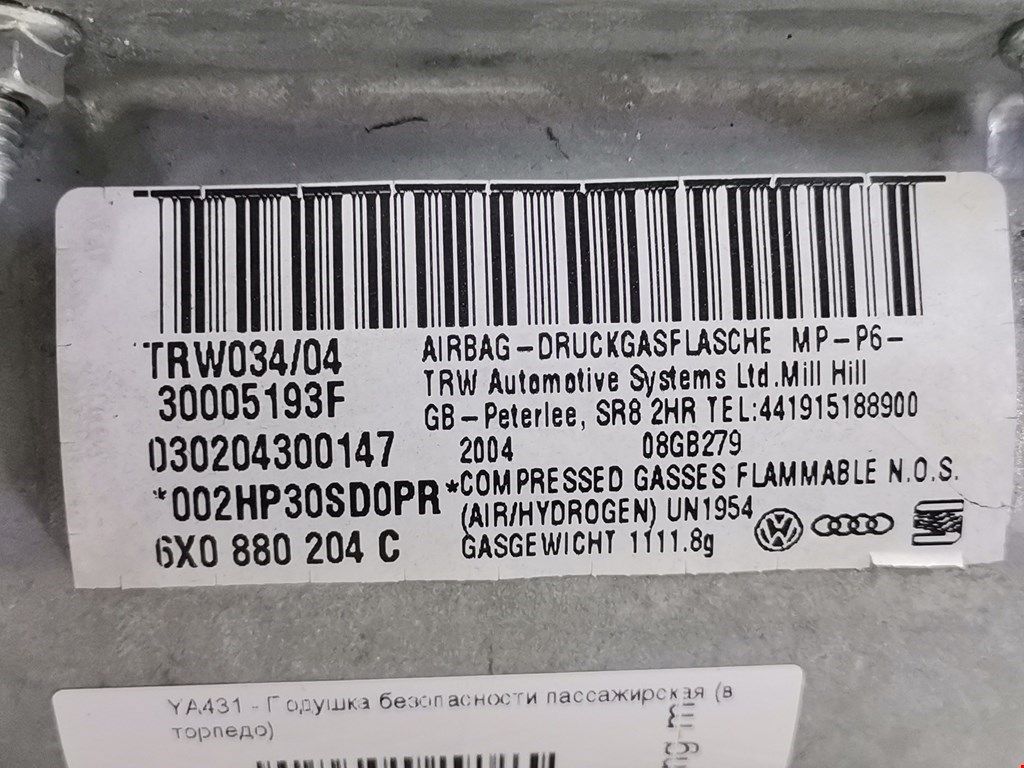 TRW034/04
30005193F
030204300147
*002HP30SD0PR*
6X0 880 204 C
AIRBAG-DRUCKGASFLASCHE MP-P6-
TRW Automotive Systems Ltd.Mill Hill
GB-Peterlee, SR8 2HR TEL:441915188900
2004 08GB279
COMPRESSED GASSES FLAMMABLE N.O.S.
(AIR/HYDROGEN) UN1954
GASGEWICHT 1111.8g
YA431 - Подушка безопасности пассажирская (в
торпедо)